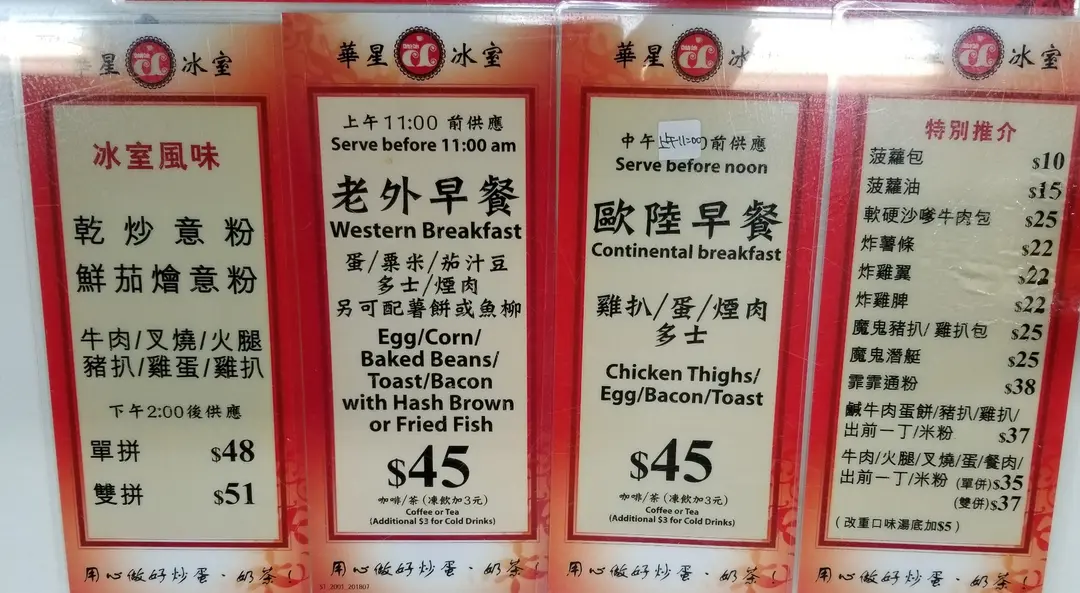 華星冰室
冰室風味
乾炒意粉
鮮茄燴意粉
牛肉/叉燒/火腿
豬扒/雞蛋/雞扒
下午2:00後供應
單拼 $48
雙拼 $51
用心做好炒蛋、奶茶!
華星冰室
上午11:00 前供應
Serve before 11:00 am
老外早餐
Western Breakfast
蛋/粟米/茄汁豆
多士/煙肉
另可配薯餅或魚柳
Egg/Corn/
Baked Beans/
Toast/Bacon
with Hash Brown
or Fried Fish
$45
咖啡/茶 (凍飲加3元)
Coffee or Tea
(Additional $3 for Cold Drinks)
用心做好炒蛋、奶茶!
S1_2001_201807
華星冰室
中午上午11:00前供應
Serve before noon
歐陸早餐
Continental breakfast
雞扒/蛋/煙肉
多士
Chicken Thighs/
Egg/Bacon/Toast
$45
咖啡/茶 (凍飲加3元)
Coffee or Tea
(Additional $3 for Cold Drinks)
用心做好炒蛋、奶茶!
華星冰室
特別推介
菠蘿包 $10
菠蘿油 $15
軟硬沙嗲牛肉包 $25
炸薯條 $22
炸雞翼 $22
炸雞脾 $22
魔鬼豬扒/雞扒包 $25
魔鬼潛艇 $25
霏霏通粉 $38
鹹牛肉蛋餅/豬扒/雞扒/
出前一丁/米粉 $37
牛肉/火腿/叉燒/蛋/餐肉/
出前一丁/米粉 (單併)$35
(雙併)$37
(改重口味湯底加$5)
用心做好炒蛋、奶茶!